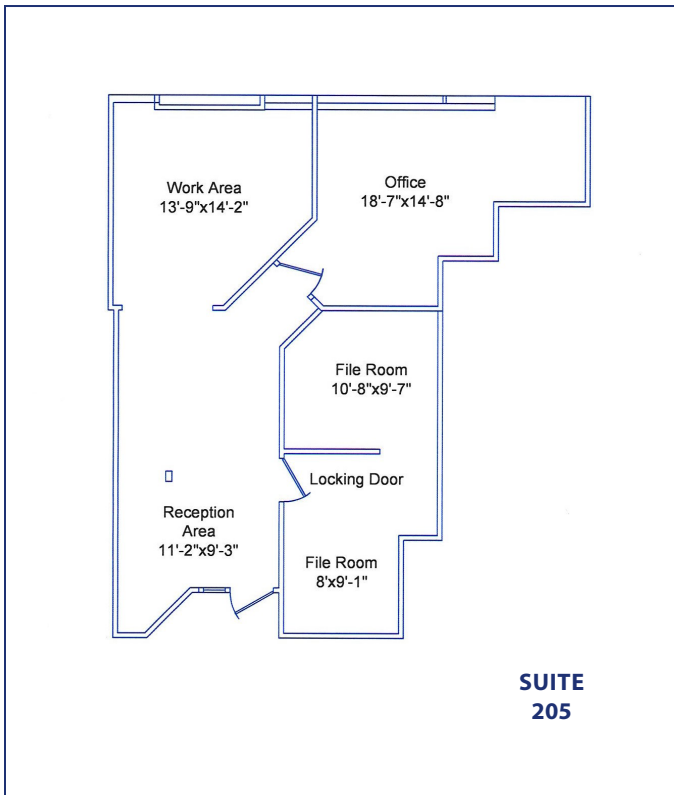 Work Area
13'-9"x14'-2"
Office
18'-7"x14'-8"
File Room
10'-8"x9'-7"
Locking Door
Reception
Area
11'-2"x9'-3"
File Room
8'x9'-1"
SUITE
205